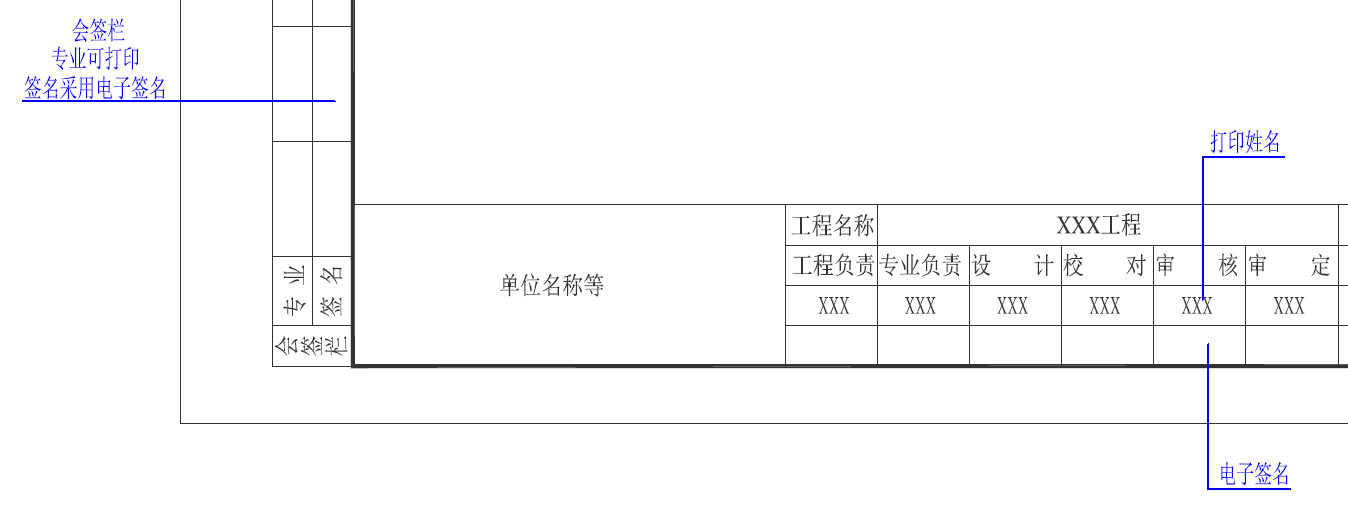 会签栏
专业可打印
签名采用电子签名
打印姓名
工程名称
XXX工程
单位名称等
工程负责
专业负责
设 计
校 对
审 核
审 定
XXX
XXX
XXX
XXX
XXX
XXX
专 业
签 名
会签栏
电子签名